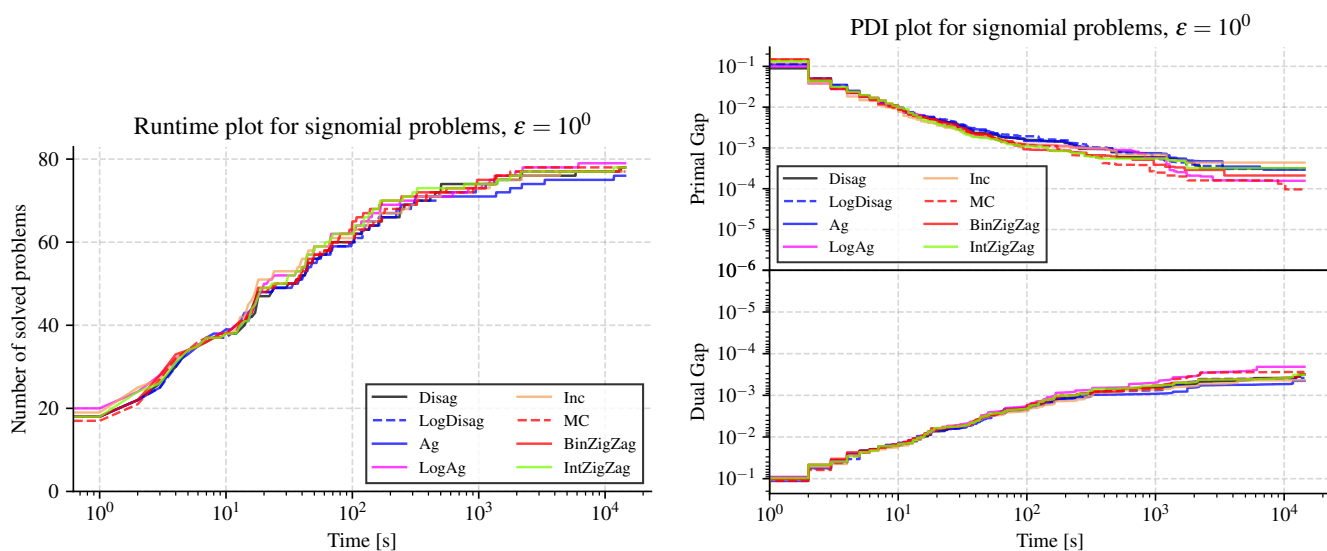 Runtime plot for signomial problems, ε = 10⁰
Number of solved problems
80
60
40
20
0
Disag
LogDisag
Ag
LogAg
Inc
MC
BinZigZag
IntZigZag
10⁰ 10¹ 10² 10³ 10⁴
Time [s]
PDI plot for signomial problems, ε = 10⁰
Primal Gap
10⁻¹
10⁻²
10⁻³
10⁻⁴
10⁻⁵
10⁻⁶
Disag
LogDisag
Ag
LogAg
Inc
MC
BinZigZag
IntZigZag
Dual Gap
10⁻⁵
10⁻⁴
10⁻³
10⁻²
10⁻¹
10⁰ 10¹ 10² 10³ 10⁴
Time [s]